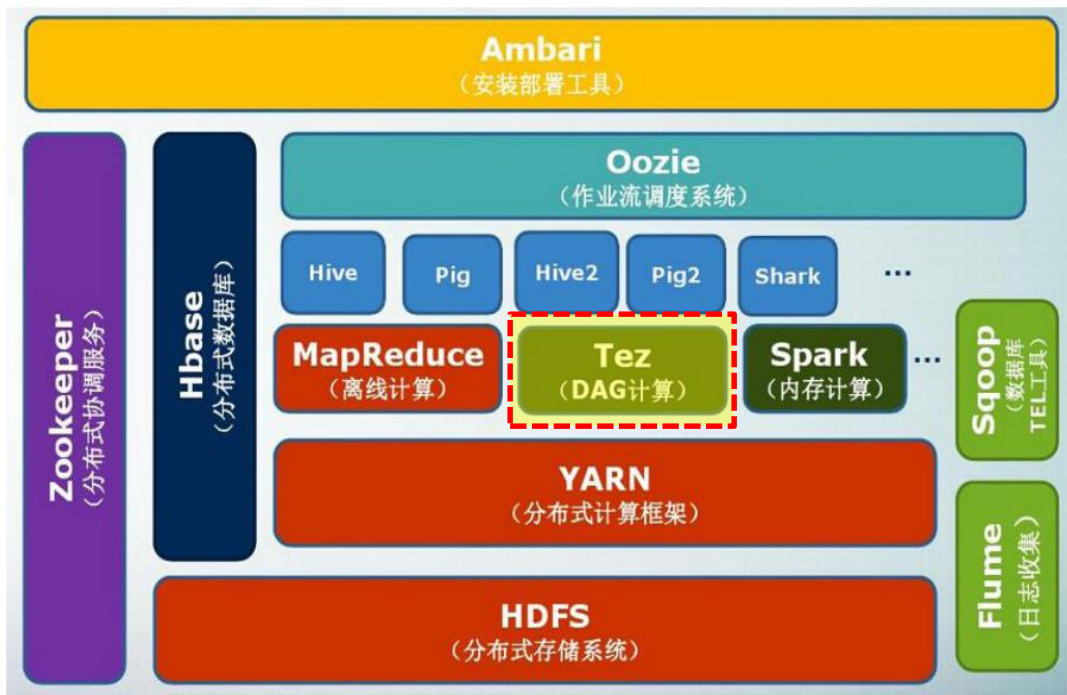 Ambari
（安装部署工具）
Zookeeper
（分布式协调服务）
Hbase
（分布式数据库）
Oozie
（作业流调度系统）
Hive
Pig
Hive2
Pig2
Shark
...
MapReduce
（离线计算）
Tez
（DAG计算）
Spark
（内存计算）
...
Sqoop
（数据库
TEL工具）
YARN
（分布式计算框架）
Flume
（日志收集）
HDFS
（分布式存储系统）